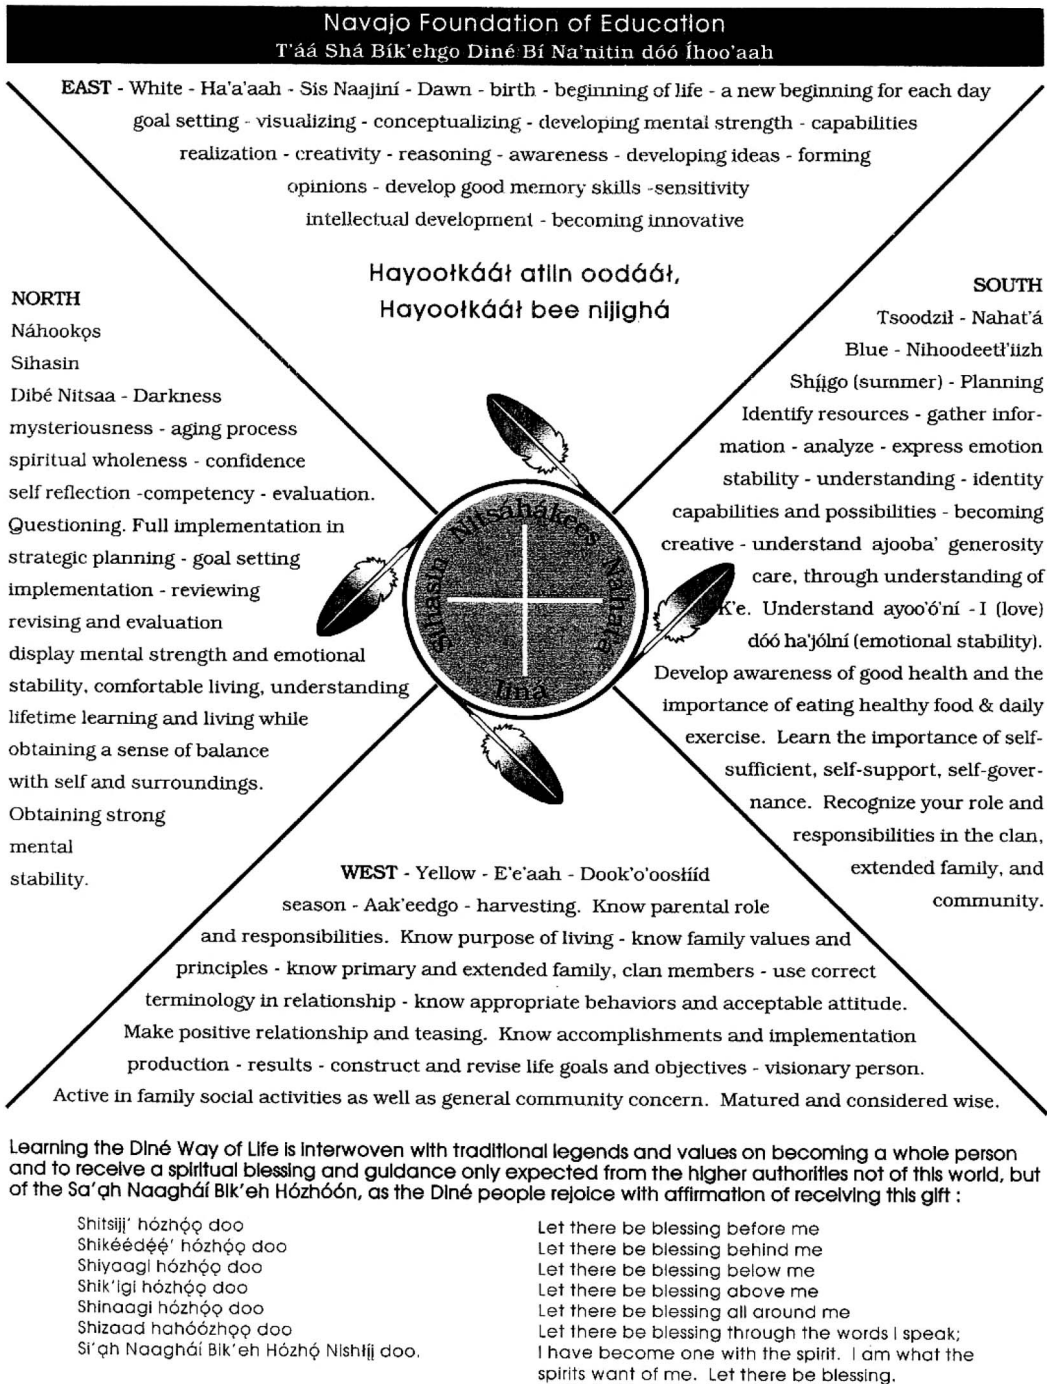 Navajo Foundation of Education
T'áá Shá Bík'ehgo Diné Bí Na'nitin dóó Íhoo'aah
EAST - White - Ha'a'aah - Sis Naajiní - Dawn - birth - beginning of life - a new beginning for each day
goal setting - visualizing - conceptualizing - developing mental strength - capabilities
realization - creativity - reasoning - awareness - developing ideas - forming
opinions - develop good memory skills -sensitivity
intellectual development - becoming innovative
Hayoołkááł atiin oodááł,
Hayoołkááł bee nijighá
NORTH
Náhookǫs
Sihasin
Dibé Nitsaa - Darkness
mysteriousness - aging process
spiritual wholeness - confidence
self reflection -competency - evaluation.
Questioning. Full implementation in
strategic planning - goal setting
implementation - reviewing
revising and evaluation
display mental strength and emotional
stability, comfortable living, understanding
lifetime learning and living while
obtaining a sense of balance
with self and surroundings.
Obtaining strong
mental
stability.
Nitsáhákees
Nahata
Iiná
Sihasin
SOUTH
Tsoodził - Nahat'á
Blue - Nihoodeetł'iizh
Shį́įgo (summer) - Planning
Identify resources - gather infor-
mation - analyze - express emotion
stability - understanding - identity
capabilities and possibilities - becoming
creative - understand ajooba' generosity
care, through understanding of
K'e. Understand ayoo'ó'ní - I (love)
dóó ha'jólní (emotional stability).
Develop awareness of good health and the
importance of eating healthy food & daily
exercise. Learn the importance of self-
sufficient, self-support, self-gover-
nance. Recognize your role and
responsibilities in the clan,
extended family, and
community.
WEST - Yellow - E'e'aah - Dook'o'oosłííd
season - Aak'eedgo - harvesting. Know parental role
and responsibilities. Know purpose of living - know family values and
principles - know primary and extended family, clan members - use correct
terminology in relationship - know appropriate behaviors and acceptable attitude.
Make positive relationship and teasing. Know accomplishments and implementation
production - results - construct and revise life goals and objectives - visionary person.
Active in family social activities as well as general community concern. Matured and considered wise.
Learning the Diné Way of Life is interwoven with traditional legends and values on becoming a whole person
and to receive a spiritual blessing and guidance only expected from the higher authorities not of this world, but
of the Sa'ąh Naagháí Bik'eh Hózhóón, as the Diné people rejoice with affirmation of receiving this gift :
Shitsijį' hózhǫ́ǫ doo
Shikéédę́ę́' hózhǫ́ǫ doo
Shiyaagi hózhǫ́ǫ doo
Shik'igi hózhǫ́ǫ doo
Shinaagi hózhǫ́ǫ doo
Shizaad hahóózhǫǫ doo
Si'ąh Naagháí Bik'eh Hózhǫ́ Nishłį́į doo.
Let there be blessing before me
Let there be blessing behind me
Let there be blessing below me
Let there be blessing above me
Let there be blessing all around me
Let there be blessing through the words I speak;
I have become one with the spirit. I am what the
spirits want of me. Let there be blessing.